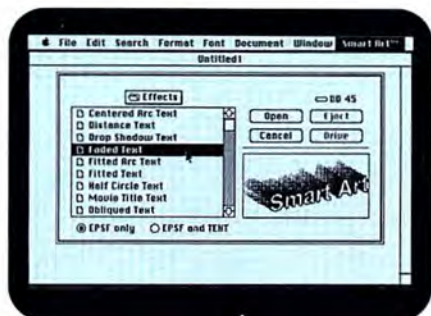 File Edit Search Format Font Document Window Smart Art™
Untitled1
Effects
DD 45
Centered Arc Text
Distance Text
Drop Shadow Text
Faded Text
Fitted Arc Text
Fitted Text
Half Circle Text
Movie Title Text
Obliqued Text
Open
Eject
Cancel
Drive
Smart Art
EPSF only
EPSF and TEXT